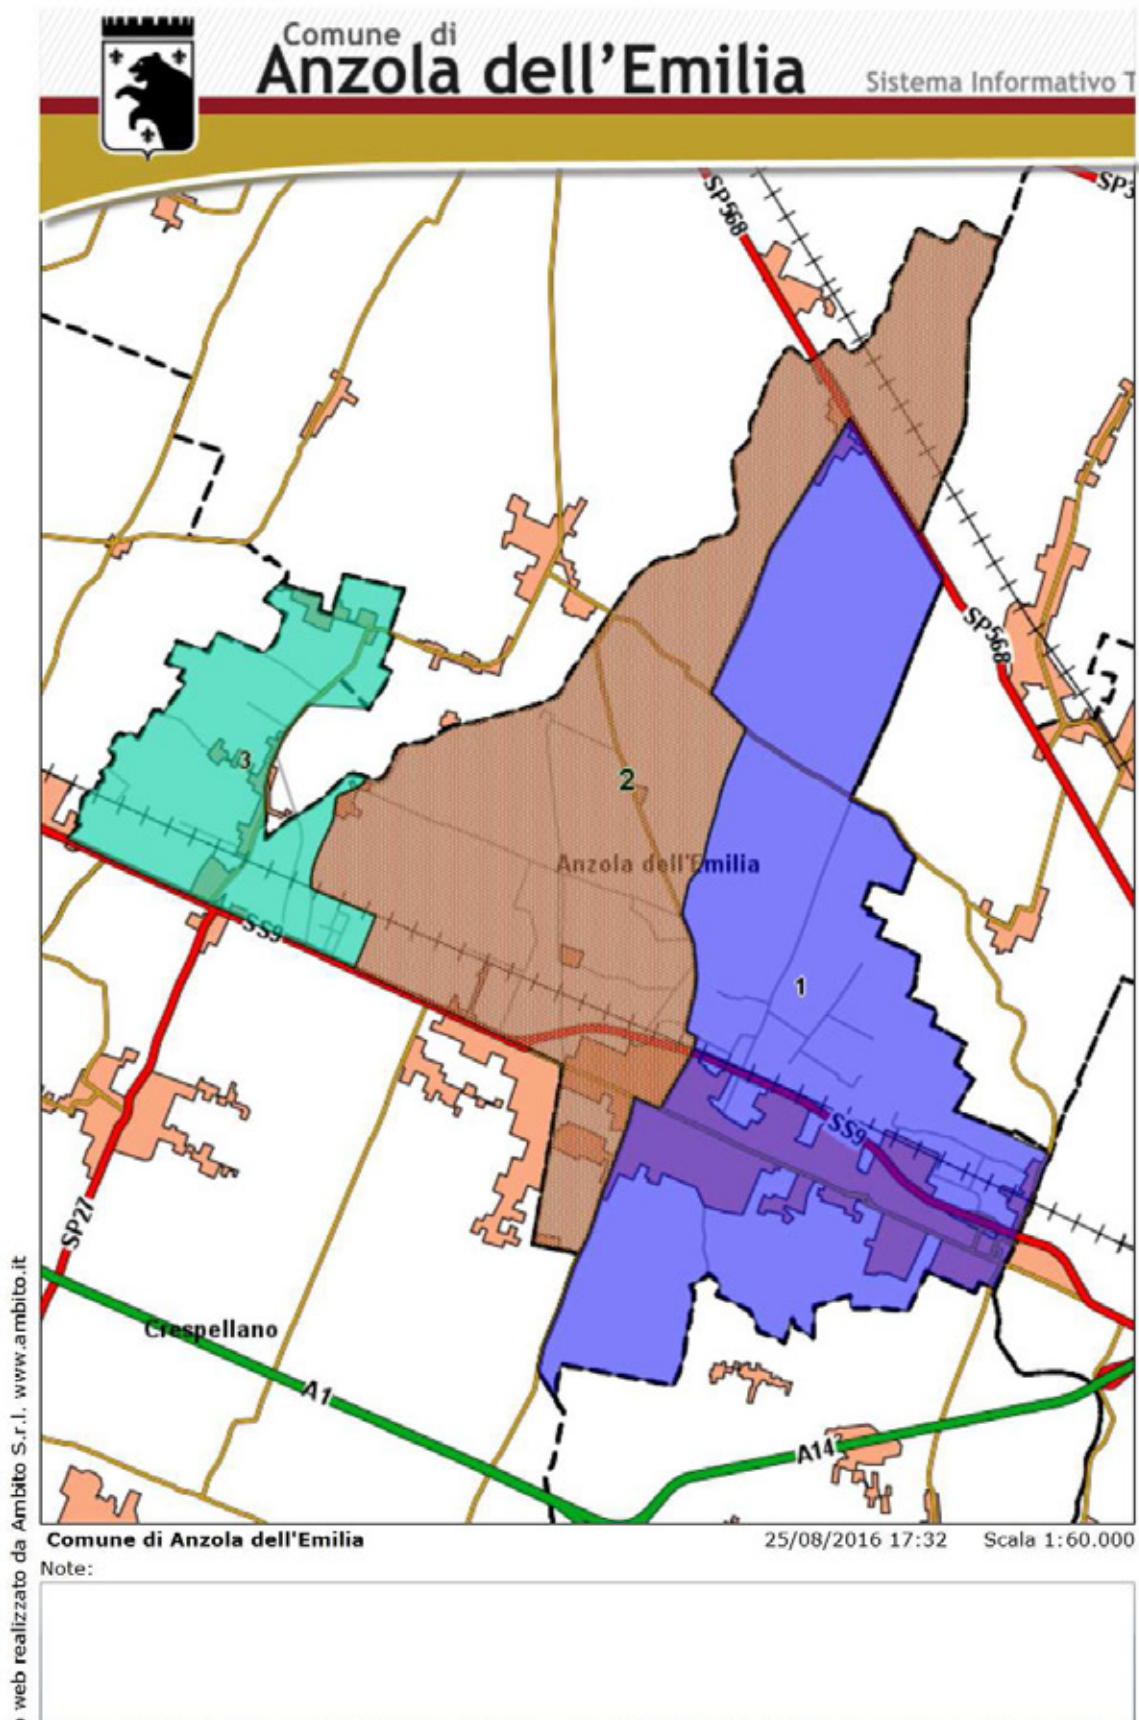 Comune di
Anzola dell'Emilia
Sistema Informativo T
SP568
SP3
3
2
Anzola dell'Emilia
SP568
SS9
1
SS9
SP27
Crespellano
A1
A14
Comune di Anzola dell'Emilia
25/08/2016 17:32
Scala 1:60.000
Note:
web realizzato da Ambito S.r.l. www.ambito.it